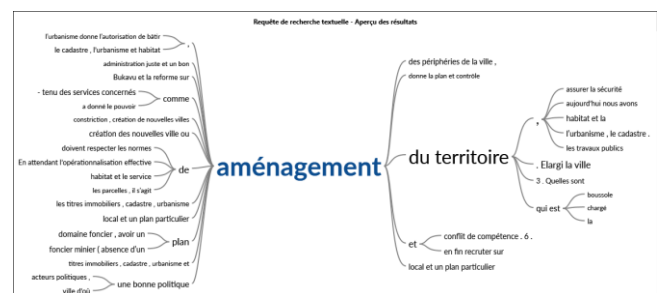 Requête de recherche textuelle - Aperçu des résultats
l'urbanisme donne l'autorisation de bâtir
le cadastre , l'urbanisme et habitat
,
administration juste et un bon
Bukavu et la reforme sur
- tenu des services concernés
a donné le pouvoir
comme
constriction , création de nouvelles villes
création des nouvelles ville ou
doivent respecter les normes
En attendant l'opérationnalisation effective
habitat et le service
les parcelles , il s'agit
de
les titres immobiliers , cadastre , urbanisme
local et un plan particulier
domaine foncier , avoir un
foncier minier ( absence d'un
plan
titres immobiliers , cadastre , urbanisme et
acteurs politiques ,
ville d'où
une bonne politique
aménagement
des périphéries de la ville ,
donne la plan et contrôle
du territoire
,
assurer la sécurité
aujourd'hui nous avons
habitat et la
l'urbanisme , le cadastre .
les travaux publics
. Elargi la ville
3 . Quelles sont
qui est
boussole
chargé
la
et
conflit de compétence . 6 .
en fin recruter sur
local et un plan particulier